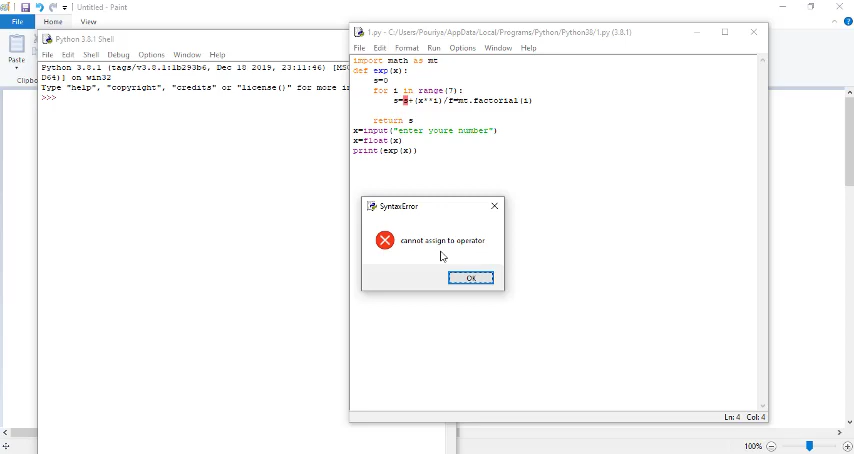 Untitled - Paint
File Home View
Paste
Clipbo
Python 3.8.1 Shell
File Edit Shell Debug Options Window Help
Python 3.8.1 (tags/v3.8.1:1b293b6, Dec 18 2019, 23:11:46) [MSC
D64)] on win32
Type "help", "copyright", "credits" or "license()" for more in
>>>
1.py - C:/Users/Pouriya/AppData/Local/Programs/Python/Python38/1.py (3.8.1)
File Edit Format Run Options Window Help
import math as mt
def exp(x):
s=0
for i in range(7):
s=s+(x**i)/f=mt.factorial(i)
return s
x=input("enter youre number")
x=float(x)
print(exp(x))
SyntaxError
cannot assign to operator
OK
Ln: 4 Col: 4
100%